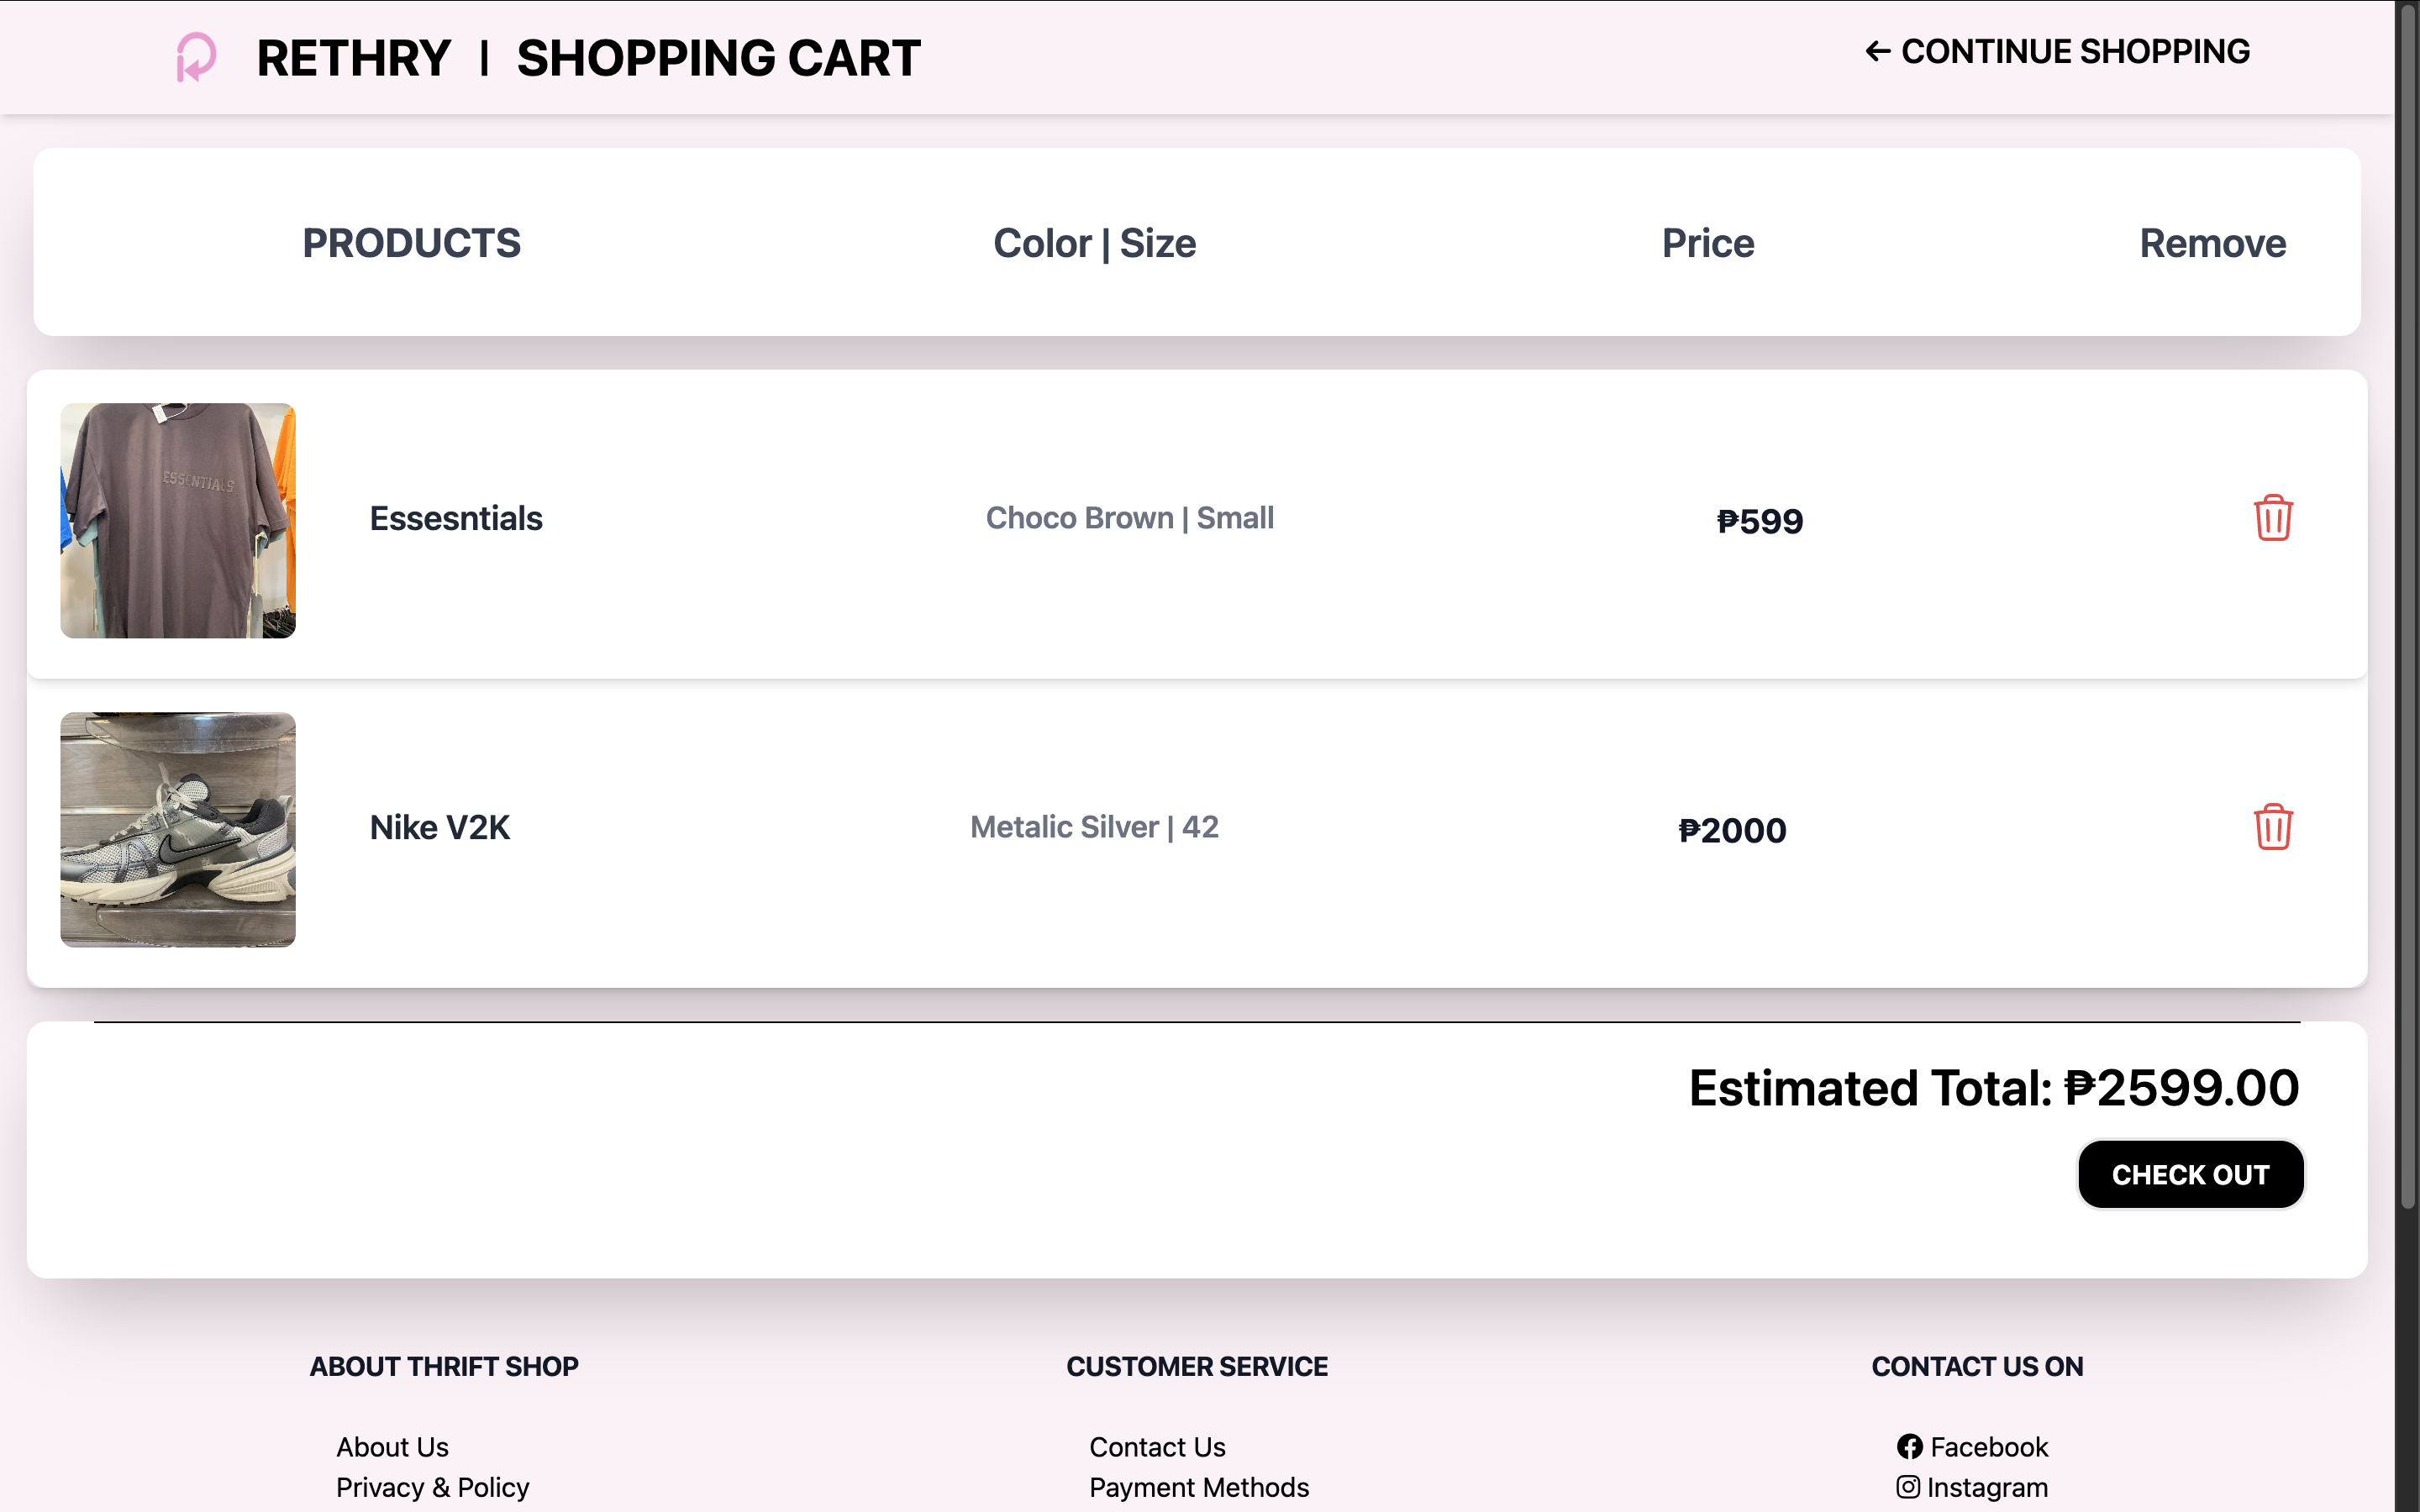 RETHRY | SHOPPING CART
← CONTINUE SHOPPING
PRODUCTS Color | Size Price Remove
ESSENTIALS
Essesntials Choco Brown | Small ₱599
Nike V2K Metalic Silver | 42 ₱2000
Estimated Total: ₱2599.00
CHECK OUT
ABOUT THRIFT SHOP CUSTOMER SERVICE CONTACT US ON
About Us Contact Us Facebook
Privacy & Policy Payment Methods Instagram